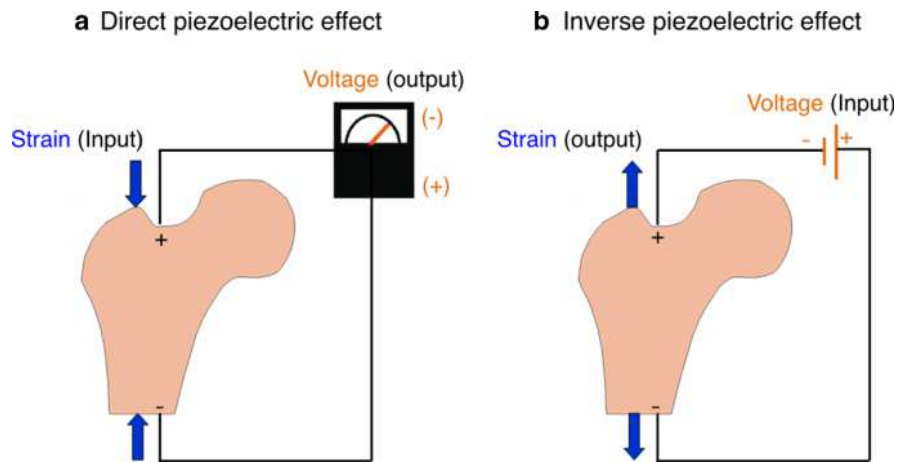 a Direct piezoelectric effect
Voltage (output)
(-)
Strain (Input)
(+)
+
-
b Inverse piezoelectric effect
Voltage (Input)
- +
Strain (output)
+
-